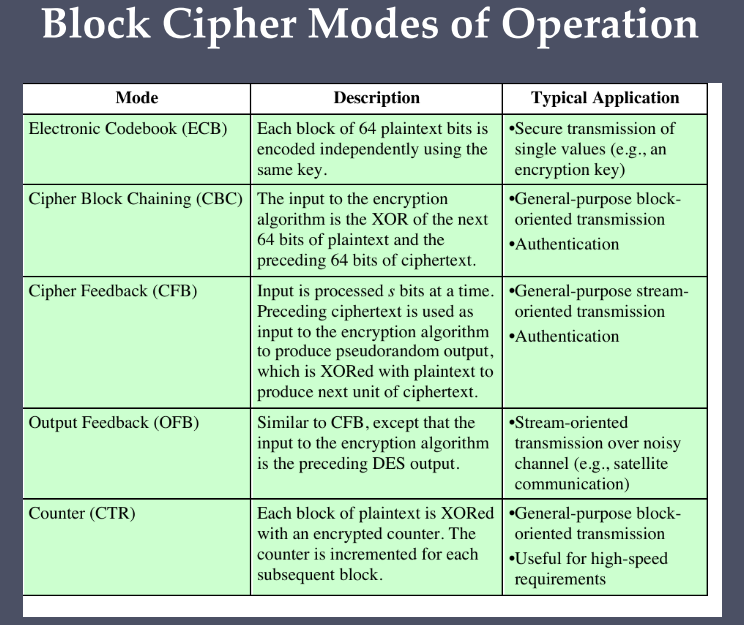 Block Cipher Modes of Operation
Mode
Description
Typical Application
Electronic Codebook (ECB)
Each block of 64 plaintext bits is
encoded independently using the
same key.
•Secure transmission of
single values (e.g., an
encryption key)
Cipher Block Chaining (CBC)
The input to the encryption
algorithm is the XOR of the next
64 bits of plaintext and the
preceding 64 bits of ciphertext.
•General-purpose block-
oriented transmission
•Authentication
Cipher Feedback (CFB)
Input is processed s bits at a time.
Preceding ciphertext is used as
input to the encryption algorithm
to produce pseudorandom output,
which is XORed with plaintext to
produce next unit of ciphertext.
•General-purpose stream-
oriented transmission
•Authentication
Output Feedback (OFB)
Similar to CFB, except that the
input to the encryption algorithm
is the preceding DES output.
•Stream-oriented
transmission over noisy
channel (e.g., satellite
communication)
Counter (CTR)
Each block of plaintext is XORed
with an encrypted counter. The
counter is incremented for each
subsequent block.
•General-purpose block-
oriented transmission
•Useful for high-speed
requirements